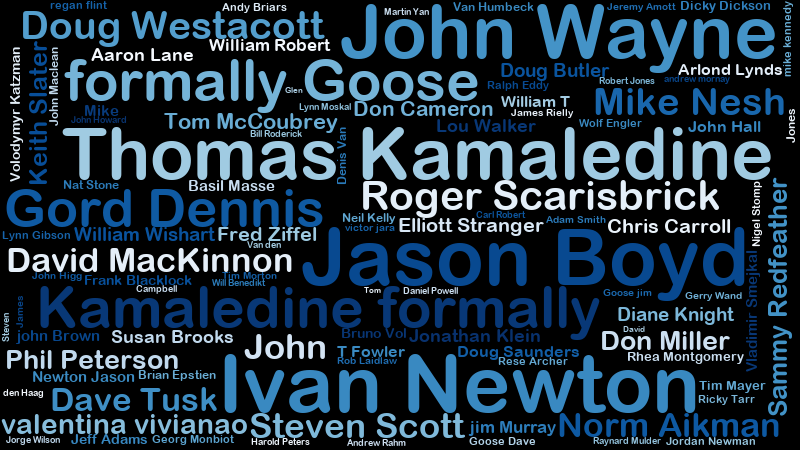 regan flint
Andy Briars
Martin Yan
Van Humbeck
Jeremy Amott
Dicky Dickson
mike kennedy
Doug Westacott
John Wayne
William Robert
Aaron Lane
Volodymyr Katzman
Keith Slater
John Maclean
formally Goose
Glen
Doug Butler
Arlond Lynds
Ralph Eddy
Robert Jones
andrew mornay
Lynn Moskal
Mike
John Howard
Don Cameron
William T
James Rielly
Mike Nesh
Jones
Tom McCoubrey
Lou Walker
Wolf Engler
John Hall
Bill Roderick
Denis Van
Thomas Kamaledine
Nat Stone
Basil Masse
Roger Scarisbrick
Gord Dennis
Neil Kelly
Carl Robert
Adam Smith
victor jara
Elliott Stranger
Chris Carroll
Nigel Stomp
Sammy Redfeather
Lynn Gibson
William Wishart
Fred Ziffel
Van den
David MacKinnon
Jason Boyd
Vladimir Smejkal
John Higg
Frank Blacklock
Tim Morton
Will Benedikt
Campbell
Tom
Daniel Powell
Goose jim
Gerry Wand
Steven
James
Kamaledine formally
Diane Knight
David
john Brown
Susan Brooks
Bruno Vol
Jonathan Klein
Don Miller
John
T Fowler
Doug Saunders
Rhea Montgomery
Phil Peterson
Rob Laidlaw
Rose Archer
Newton Jason
Brian Epstien
Ivan Newton
Tim Mayer
den Haag
Dave Tusk
Ricky Tarr
valentina vivianao
Steven Scott
jim Murray
Norm Aikman
Jorge Wilson
Jeff Adams
Georg Monbiot
Harold Peters
Andrew Rahm
Goose Dave
Raynard Mulder
Jordan Newman